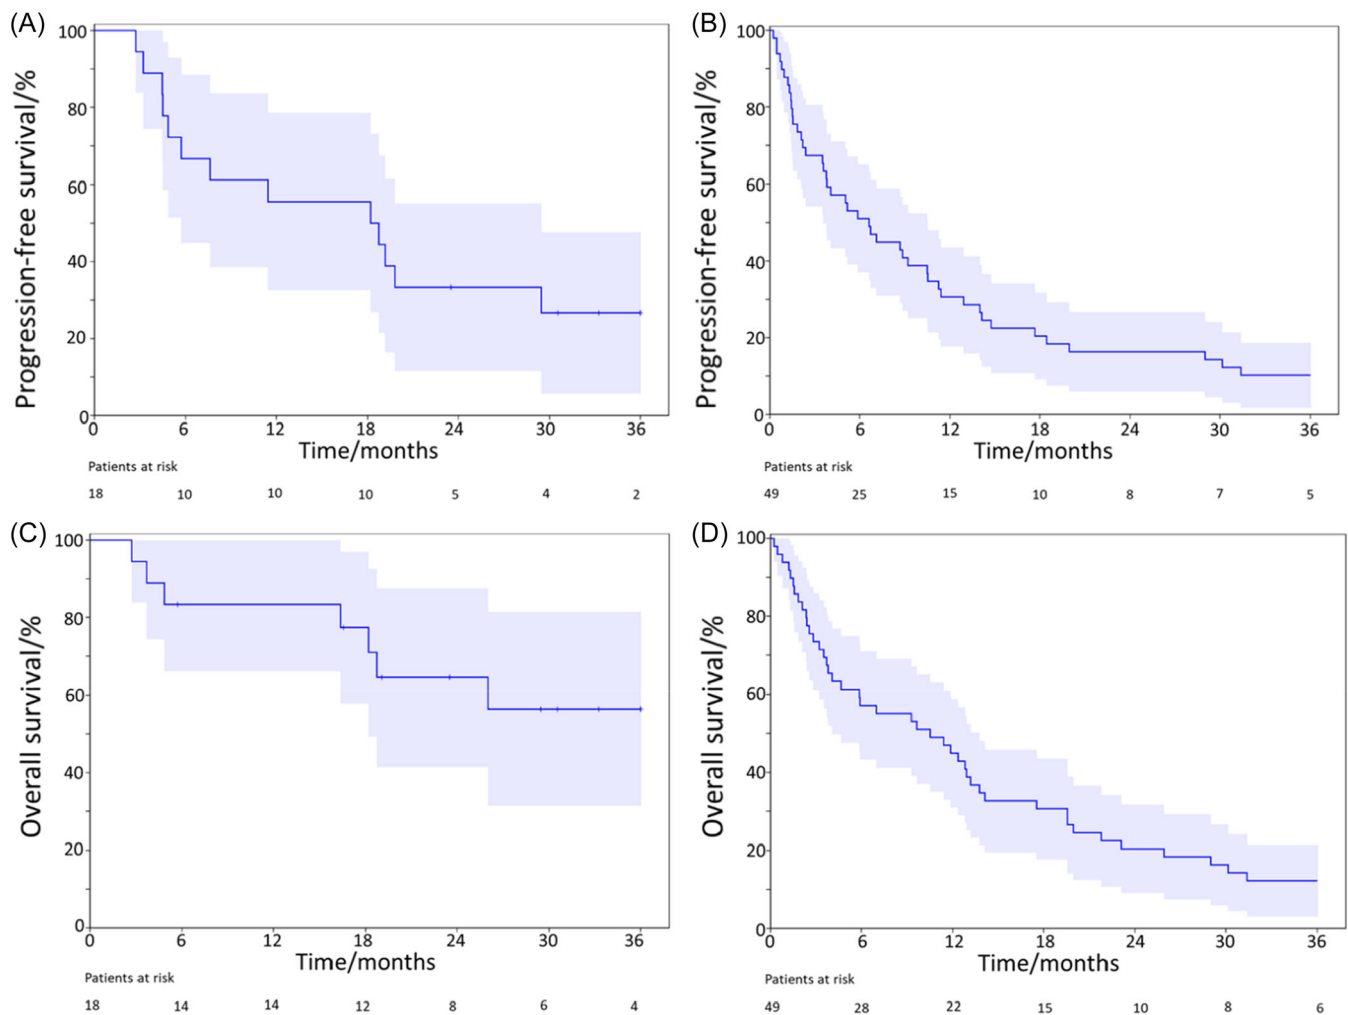 (A)
Progression-free survival/%
100
80
60
40
20
0
0 6 12 18 24 30 36
Time/months
Patients at risk
18 10 10 10 5 4 2
(B)
Progression-free survival/%
100
80
60
40
20
0
0 6 12 18 24 30 36
Time/months
Patients at risk
49 25 15 10 8 7 5
(C)
Overall survival/%
100
80
60
40
20
0
0 6 12 18 24 30 36
Time/months
Patients at risk
18 14 14 12 8 6 4
(D)
Overall survival/%
100
80
60
40
20
0
0 6 12 18 24 30 36
Time/months
Patients at risk
49 28 22 15 10 8 6